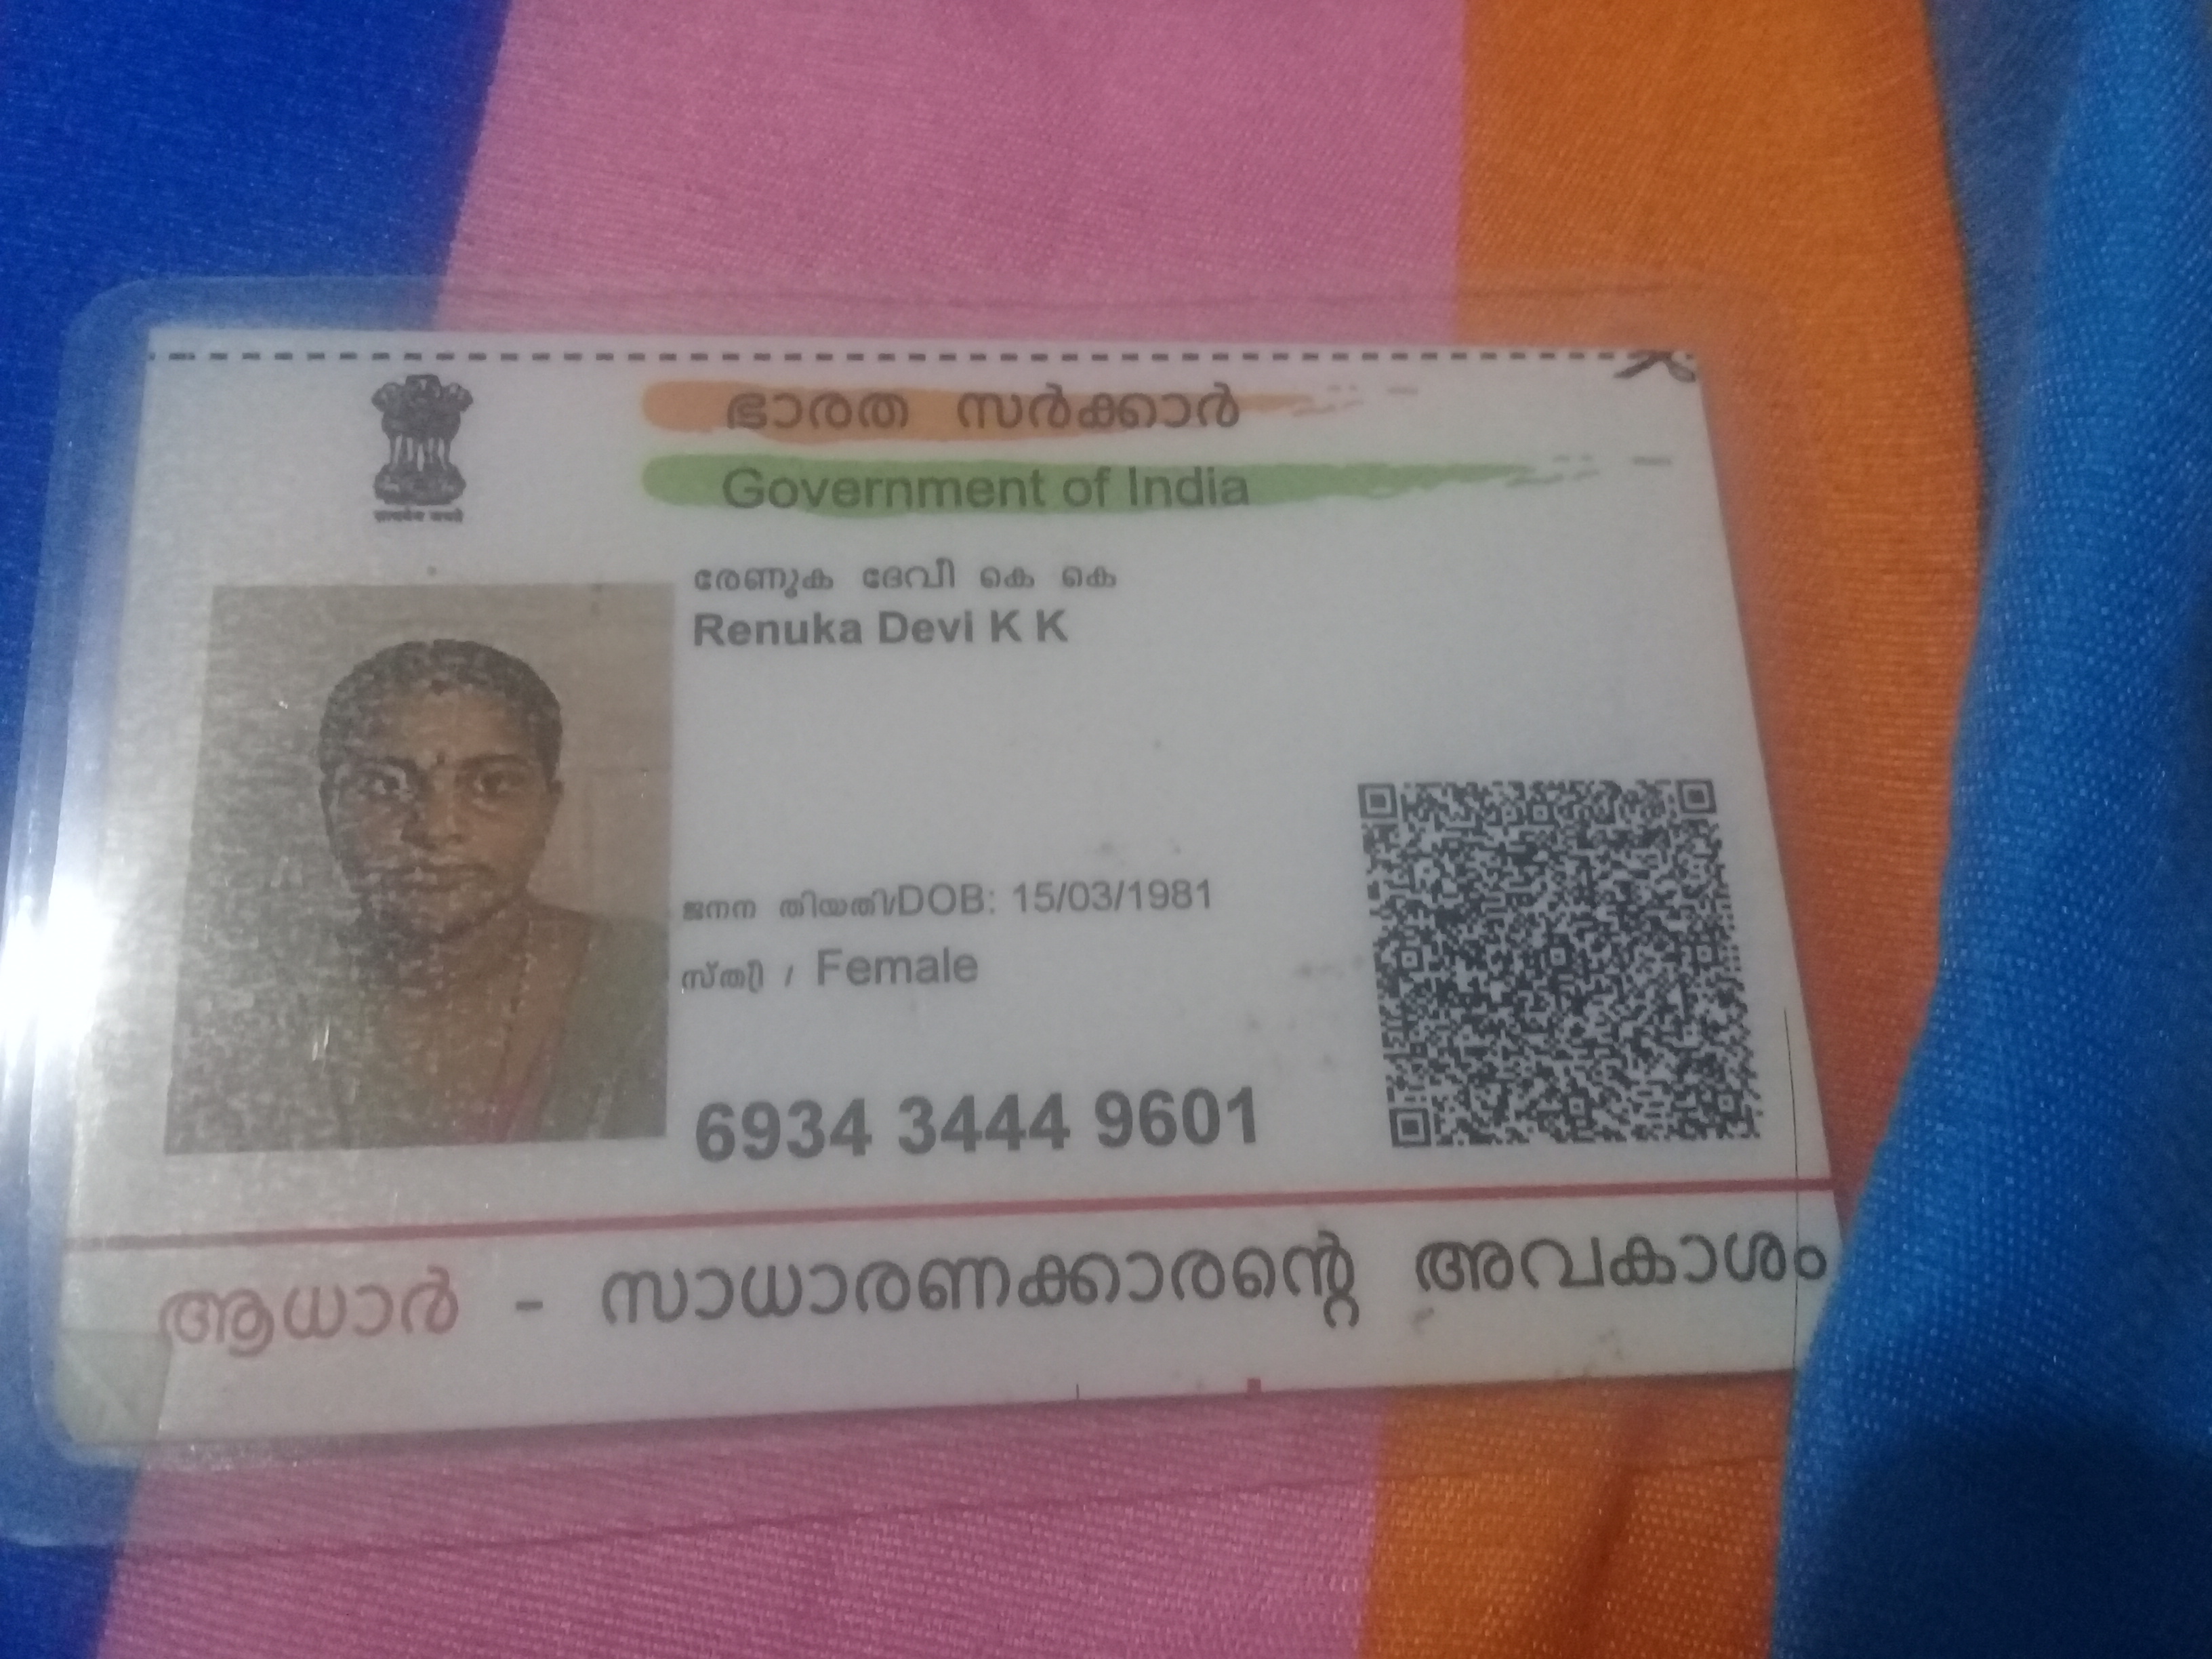 ഭാരത സർക്കാർ
Government of India
രേണുക ദേവീ കെ കെ
Renuka Devi K K
ജനന തിയതി/DOB: 15/03/1981
സ്ത്രീ / Female
6934 3444 9601
ആധാർ - സാധാരണക്കാരന്റെ അവകാശം